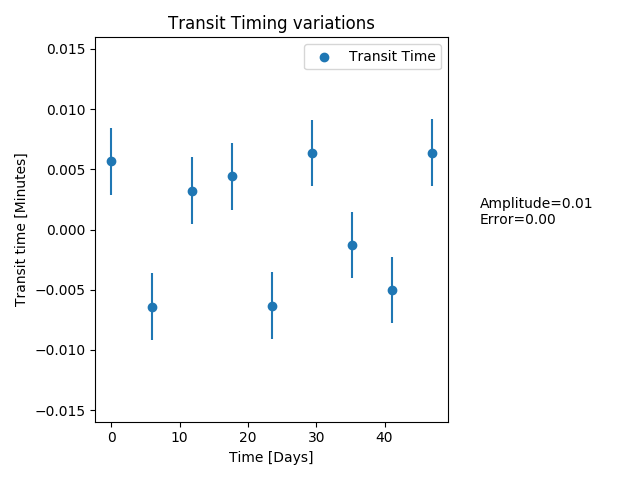 Transit Timing variations
Transit Time
0.015
0.010
0.005
0.000
−0.005
−0.010
−0.015
Transit time [Minutes]
Amplitude=0.01
Error=0.00
0 10 20 30 40
Time [Days]